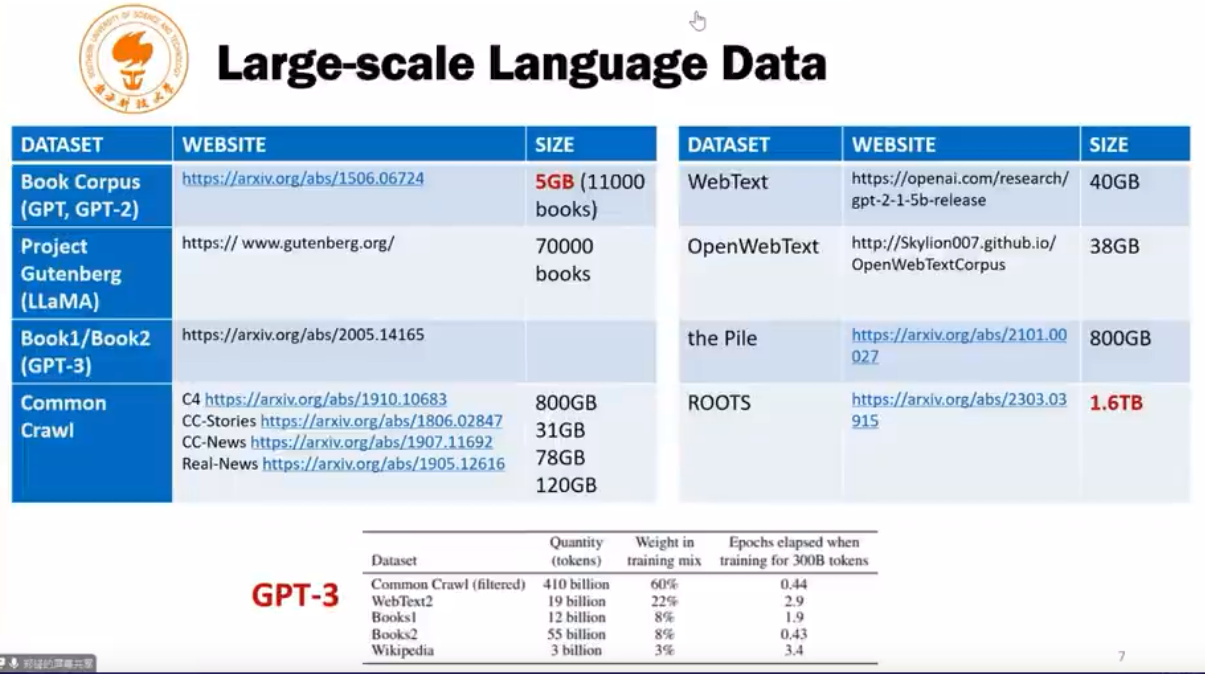 SOUTHERN UNIVERSITY OF SCIENCE AND TECHNOLOGY
南方科技大学
Large-scale Language Data
DATASET WEBSITE SIZE
Book Corpus (GPT, GPT-2) https://arxiv.org/abs/1506.06724 5GB (11000 books)
Project Gutenberg (LLaMA) https:// www.gutenberg.org/ 70000 books
Book1/Book2 (GPT-3) https://arxiv.org/abs/2005.14165
Common Crawl
C4 https://arxiv.org/abs/1910.10683 800GB
CC-Stories https://arxiv.org/abs/1806.02847 31GB
CC-News https://arxiv.org/abs/1907.11692 78GB
Real-News https://arxiv.org/abs/1905.12616 120GB
DATASET WEBSITE SIZE
WebText https://openai.com/research/gpt-2-1-5b-release 40GB
OpenWebText http://Skylion007.github.io/OpenWebTextCorpus 38GB
the Pile https://arxiv.org/abs/2101.00027 800GB
ROOTS https://arxiv.org/abs/2303.03915 1.6TB
GPT-3
Dataset Quantity (tokens) Weight in training mix Epochs elapsed when training for 300B tokens
Common Crawl (filtered) 410 billion 60% 0.44
WebText2 19 billion 22% 2.9
Books1 12 billion 8% 1.9
Books2 55 billion 8% 0.43
Wikipedia 3 billion 3% 3.4
的屏幕共享
7